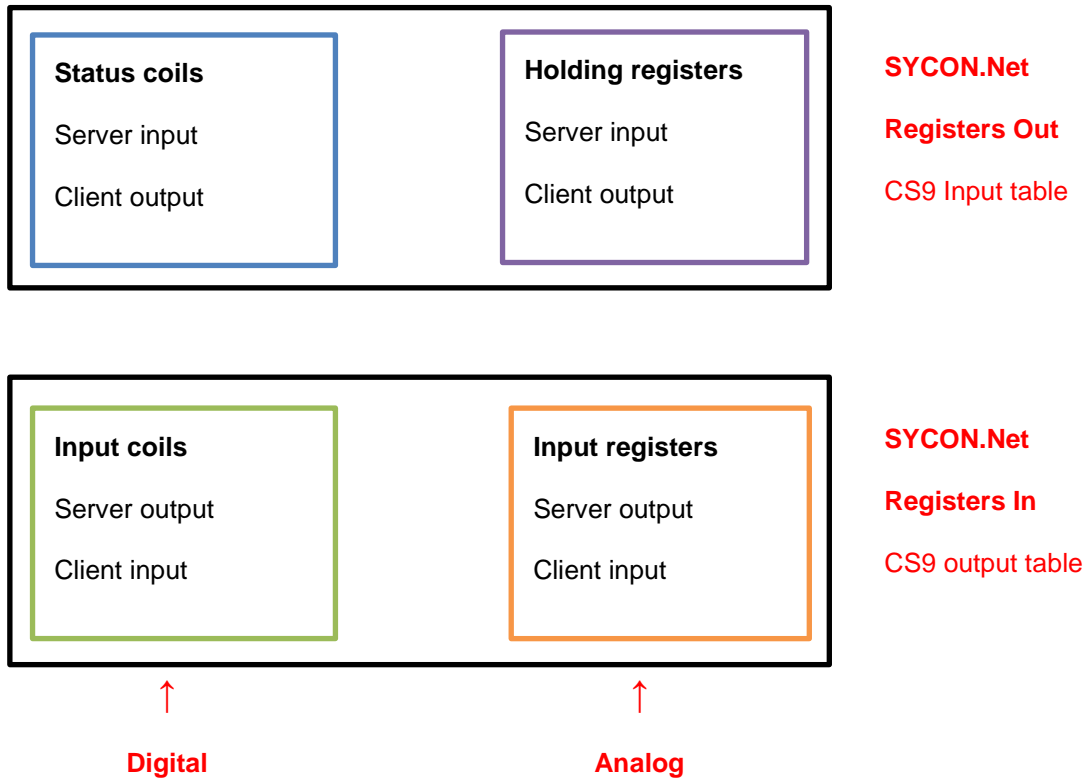 Status coils
Server input
Client output
Holding registers
Server input
Client output
SYCON.Net
Registers Out
CS9 Input table
Input coils
Server output
Client input
Input registers
Server output
Client input
SYCON.Net
Registers In
CS9 output table
↑
↑
Digital
Analog